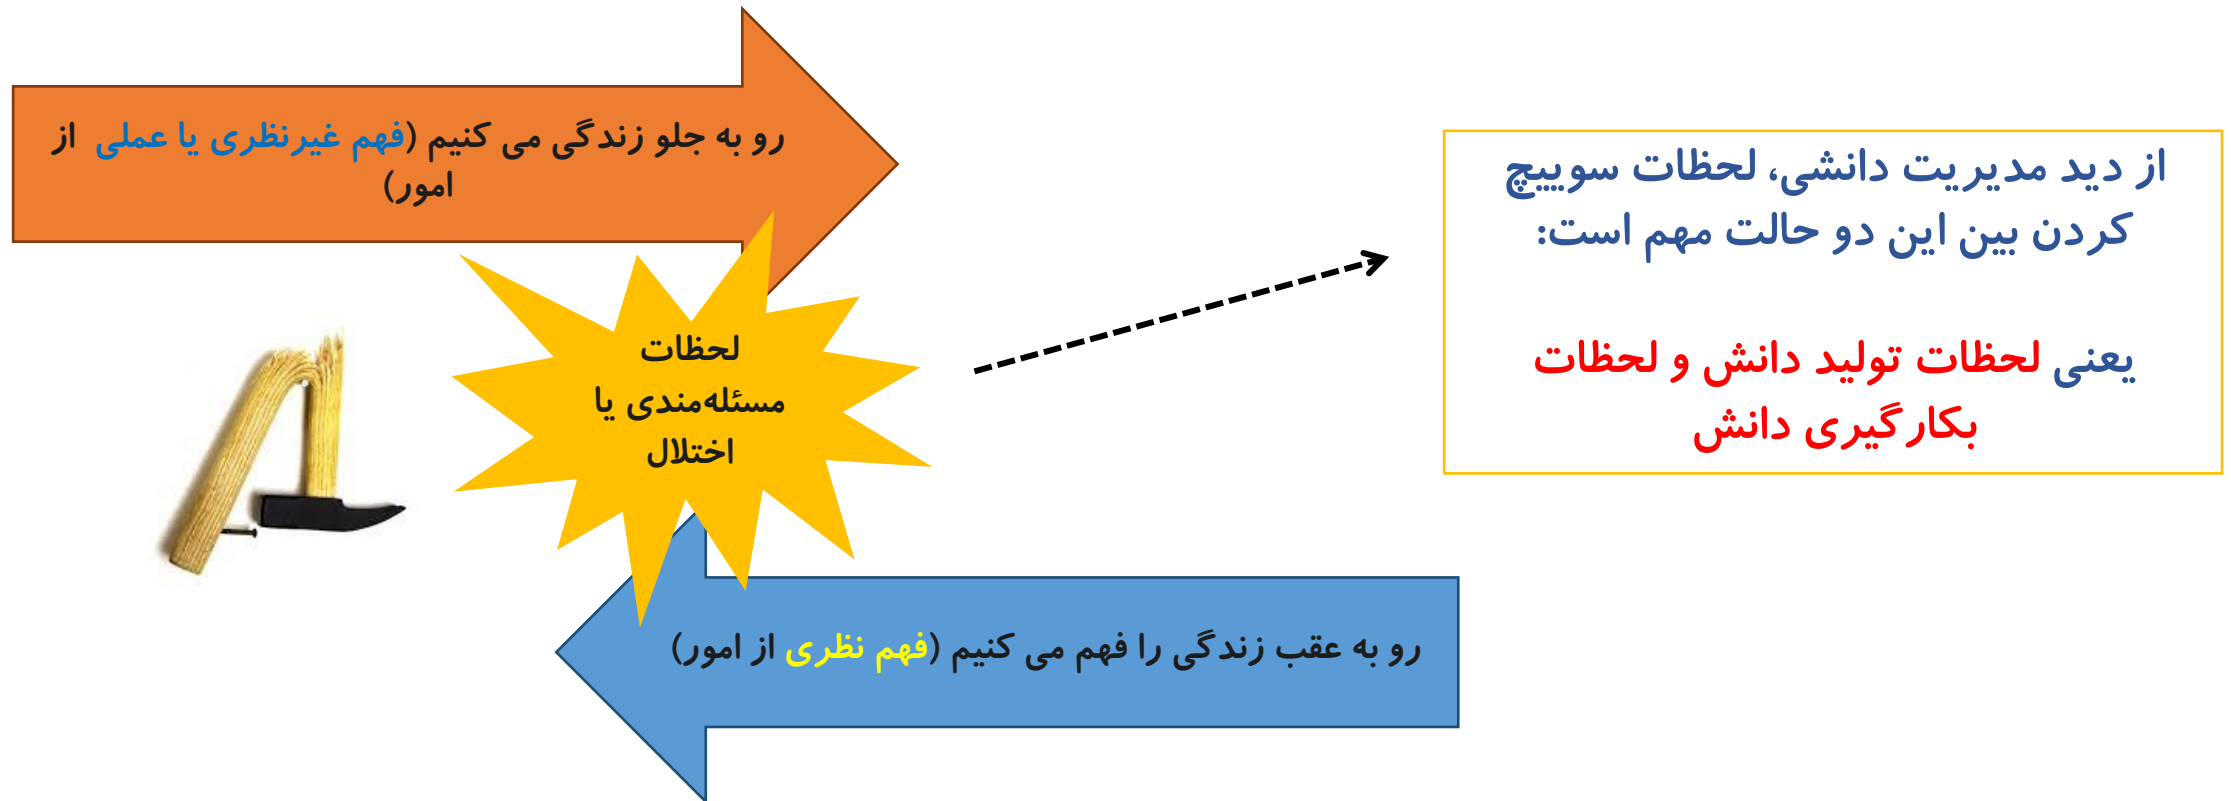 رو به جلو زندگی می کنیم (فهم غیرنظری یا عملی از
امور)
از دید مدیریت دانشی، لحظات سوییچ
کردن بین این دو حالت مهم است:
یعنی لحظات تولید دانش و لحظات
بکارگیری دانش
لحظات
مسئله‌مندی یا
اختلال
رو به عقب زندگی را فهم می کنیم (فهم نظری از امور)